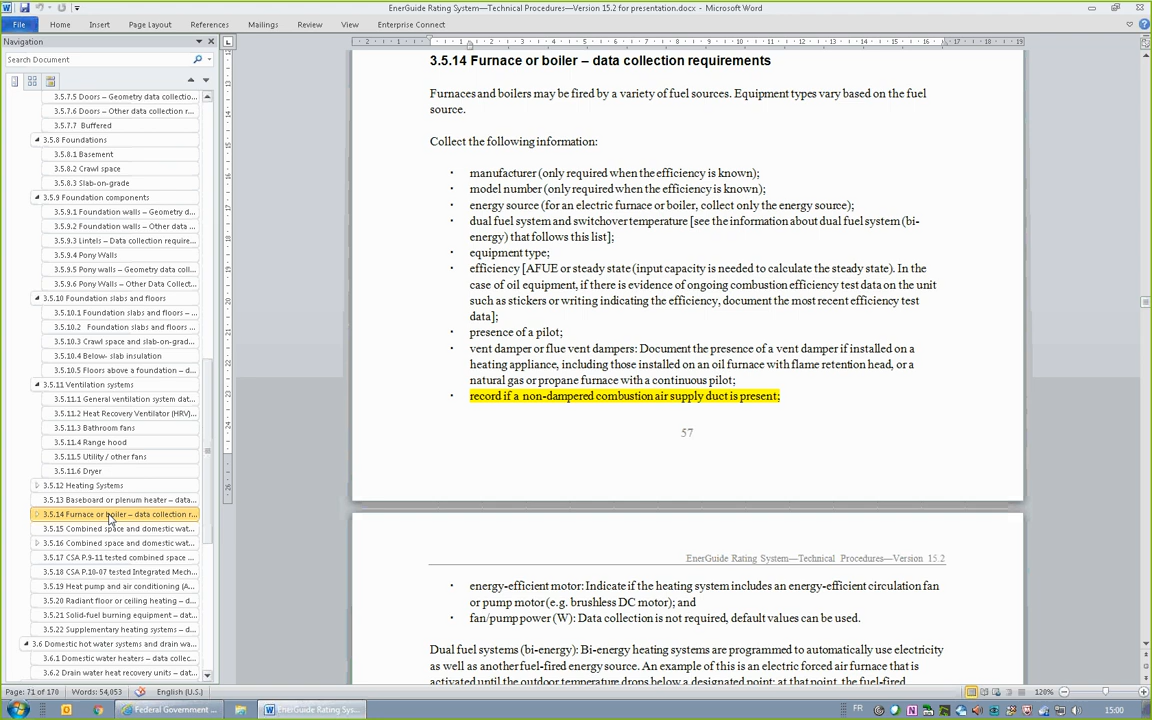 EnerGuide Rating System—Technical Procedures—Version 15.2 for presentation.docx - Microsoft Word
File Home Insert Page Layout References Mailings Review View Enterprise Connect
Navigation
Search Document
3.5.7.5 Doors – Geometry data collectio...
3.5.7.6 Doors – Other data collection r...
3.5.7.7 Buffered
3.5.8 Foundations
3.5.8.1 Basement
3.5.8.2 Crawl space
3.5.8.3 Slab-on-grade
3.5.9 Foundation components
3.5.9.1 Foundation walls – Geometry d...
3.5.9.2 Foundation walls – Other data ...
3.5.9.3 Lintels – Data collection require...
3.5.9.4 Pony Walls
3.5.9.5 Pony walls – Geometry data coll...
3.5.9.6 Pony Walls – Other Data Collect...
3.5.10 Foundation slabs and floors
3.5.10.1 Foundation slabs and floors – ...
3.5.10.2 Foundation slabs and floors ...
3.5.10.3 Crawl space and slab-on-grad...
3.5.10.4 Below- slab insulation
3.5.10.5 Floors above a foundation – d...
3.5.11 Ventilation systems
3.5.11.1 General ventilation system dat...
3.5.11.2 Heat Recovery Ventilator (HRV)...
3.5.11.3 Bathroom fans
3.5.11.4 Range hood
3.5.11.5 Utility / other fans
3.5.11.6 Dryer
3.5.12 Heating Systems
3.5.13 Baseboard or plenum heater – data...
3.5.14 Furnace or boiler – data collection r...
3.5.15 Combined space and domestic wat...
3.5.16 Combined space and domestic wat...
3.5.17 CSA P.9-11 tested combined space ...
3.5.18 CSA P.10-07 tested Integrated Mech...
3.5.19 Heat pump and air conditioning (A...
3.5.20 Radiant floor or ceiling heating – d...
3.5.21 Solid-fuel burning equipment – dat...
3.5.22 Supplementary heating systems – d...
3.6 Domestic hot water systems and drain wa...
3.6.1 Domestic water heaters – data collec...
3.6.2 Drain water heat recovery units – dat...
3.5.14 Furnace or boiler – data collection requirements
Furnaces and boilers may be fired by a variety of fuel sources. Equipment types vary based on the fuel
source.
Collect the following information:
· manufacturer (only required when the efficiency is known);
· model number (only required when the efficiency is known);
· energy source (for an electric furnace or boiler, collect only the energy source);
· dual fuel system and switchover temperature [see the information about dual fuel system (bi-
energy) that follows this list];
· equipment type;
· efficiency [AFUE or steady state (input capacity is needed to calculate the steady state). In the
case of oil equipment, if there is evidence of ongoing combustion efficiency test data on the unit
such as stickers or writing indicating the efficiency, document the most recent efficiency test
data];
· presence of a pilot;
· vent damper or flue vent dampers: Document the presence of a vent damper if installed on a
heating appliance, including those installed on an oil furnace with flame retention head, or a
natural gas or propane furnace with a continuous pilot;
· record if a non-dampered combustion air supply duct is present;
57
EnerGuide Rating System—Technical Procedures—Version 15.2
· energy-efficient motor: Indicate if the heating system includes an energy-efficient circulation fan
or pump motor (e.g. brushless DC motor); and
· fan/pump power (W): Data collection is not required, default values can be used.
Dual fuel systems (bi-energy): Bi-energy heating systems are programmed to automatically use electricity
as well as another fuel-fired energy source. An example of this is an electric forced air furnace that is
activated until the outdoor temperature drops below a designated point; at that point, the fuel-fired
Page: 71 of 170 Words: 54,053 English (U.S.) 120%
Federal Government ... EnerGuide Rating Sys... FR 15:00